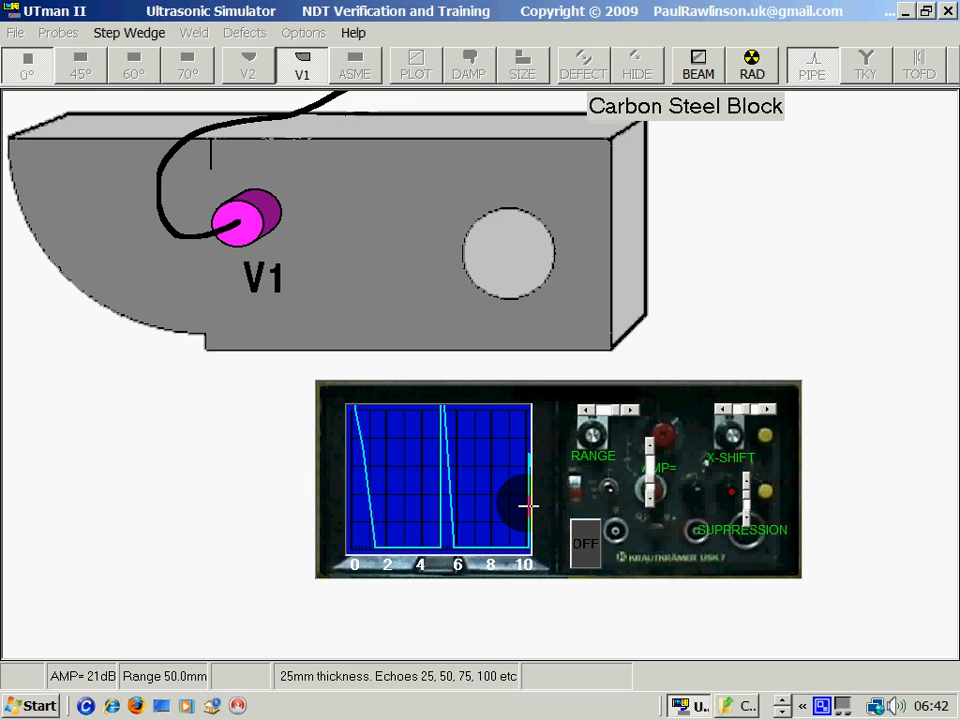 UTman II Ultrasonic Simulator NDT Verification and Training Copyright © 2009 PaulRawlinson.uk@gmail.com ...
File Probes Step Wedge Weld Defects Options Help
0° 45° 60° 70° V2 V1 ASME PLOT DAMP SIZE DEFECT HIDE BEAM RAD PIPE TKY TOFD
Carbon Steel Block
V1
RANGE AMP= X-SHIFT
SUPPRESSION
OFF
KRAUTKRÄMER USK7
0 2 4 6 8 10
AMP= 21dB Range 50.0mm 25mm thickness. Echoes 25, 50, 75, 100 etc
Start U.. C.. « 06:42